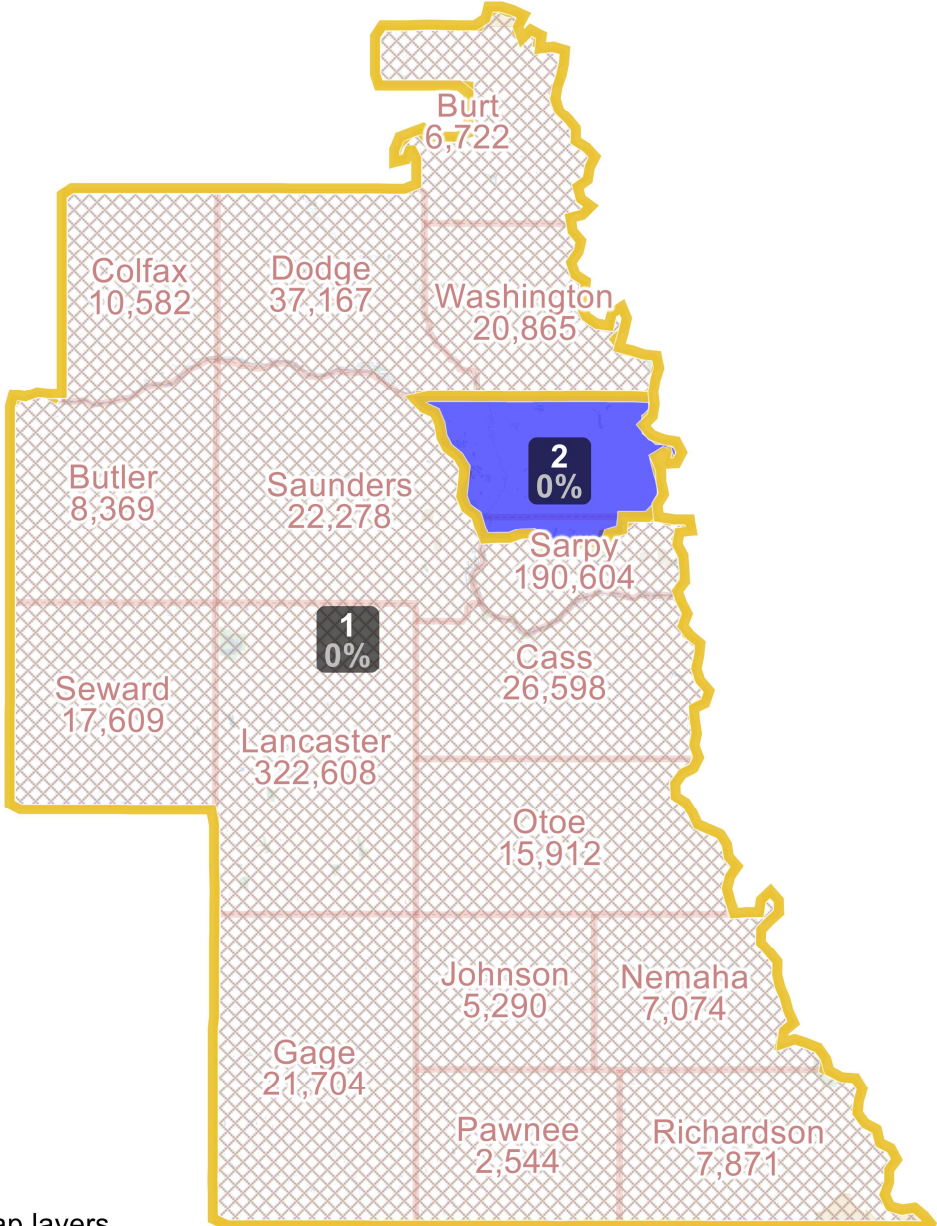 Burt
6,722
Colfax
10,582
Dodge
37,167
Washington
20,865
Butler
8,369
Saunders
22,278
2
0%
Sarpy
190,604
1
0%
Cass
26,598
Seward
17,609
Lancaster
322,608
Otoe
15,912
Johnson
5,290
Nemaha
7,074
Gage
21,704
Pawnee
2,544
Richardson
7,871
ap layers